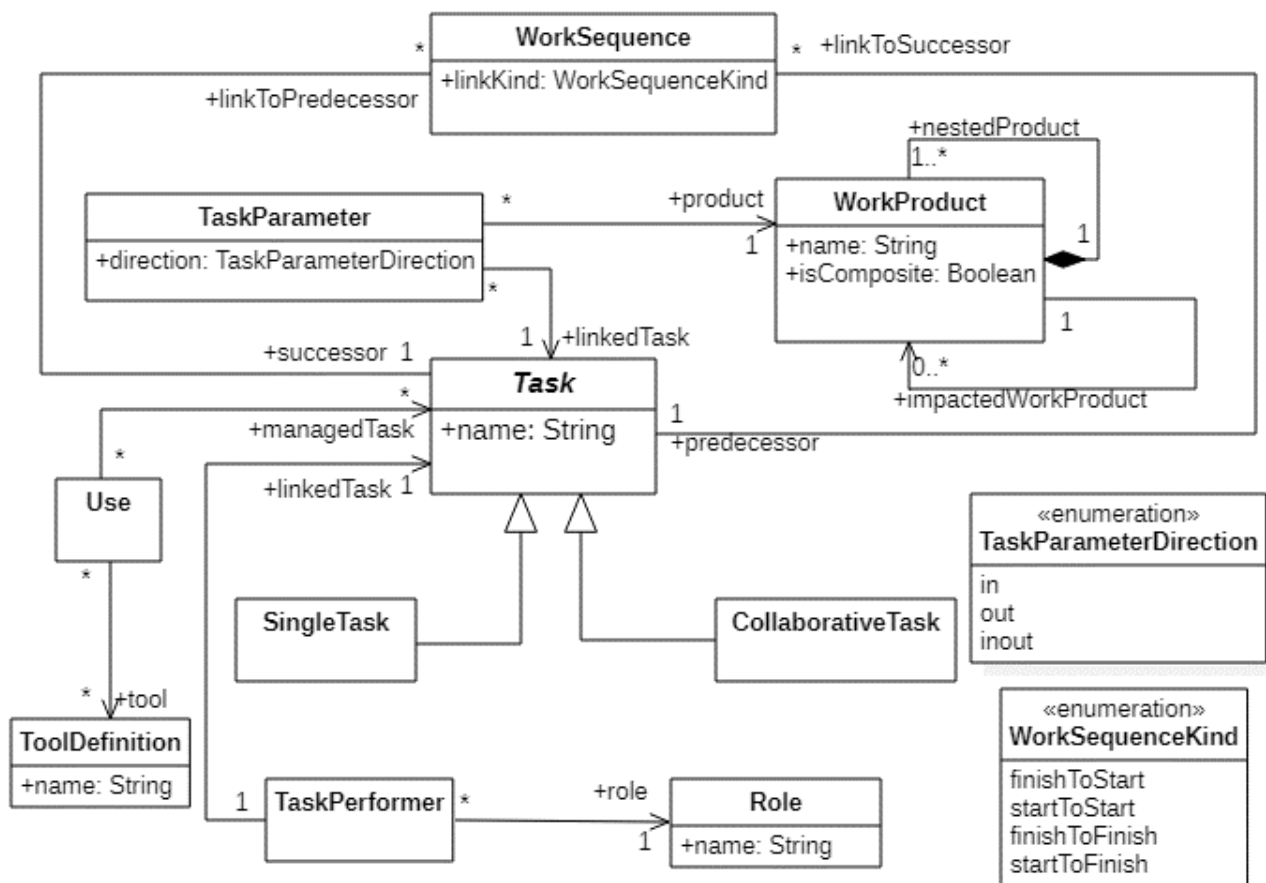 WorkSequence
+linkKind: WorkSequenceKind
*
+linkToPredecessor
*
+linkToSuccessor
+nestedProduct
1..*
TaskParameter
+direction: TaskParameterDirection
*
+product
1
WorkProduct
+name: String
+isComposite: Boolean
1
1
0..*
+impactedWorkProduct
*
1
+linkedTask
+successor
1
Task
+name: String
*
+managedTask
1
+predecessor
+linkedTask
1
*
Use
*
*
+tool
ToolDefinition
+name: String
SingleTask
CollaborativeTask
«enumeration»
TaskParameterDirection
in
out
inout
«enumeration»
WorkSequenceKind
finishToStart
startToStart
finishToFinish
startToFinish
1
TaskPerformer
*
+role
1
Role
+name: String